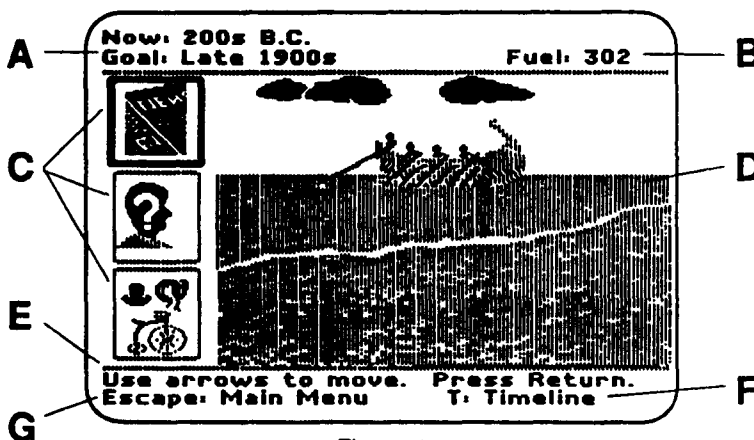 Now: 200s B.C.
Goal: Late 1900s
Fuel: 302
A
B
C
D
E
Use arrows to move. Press Return.
Escape: Main Menu
T: Timeline
F
G